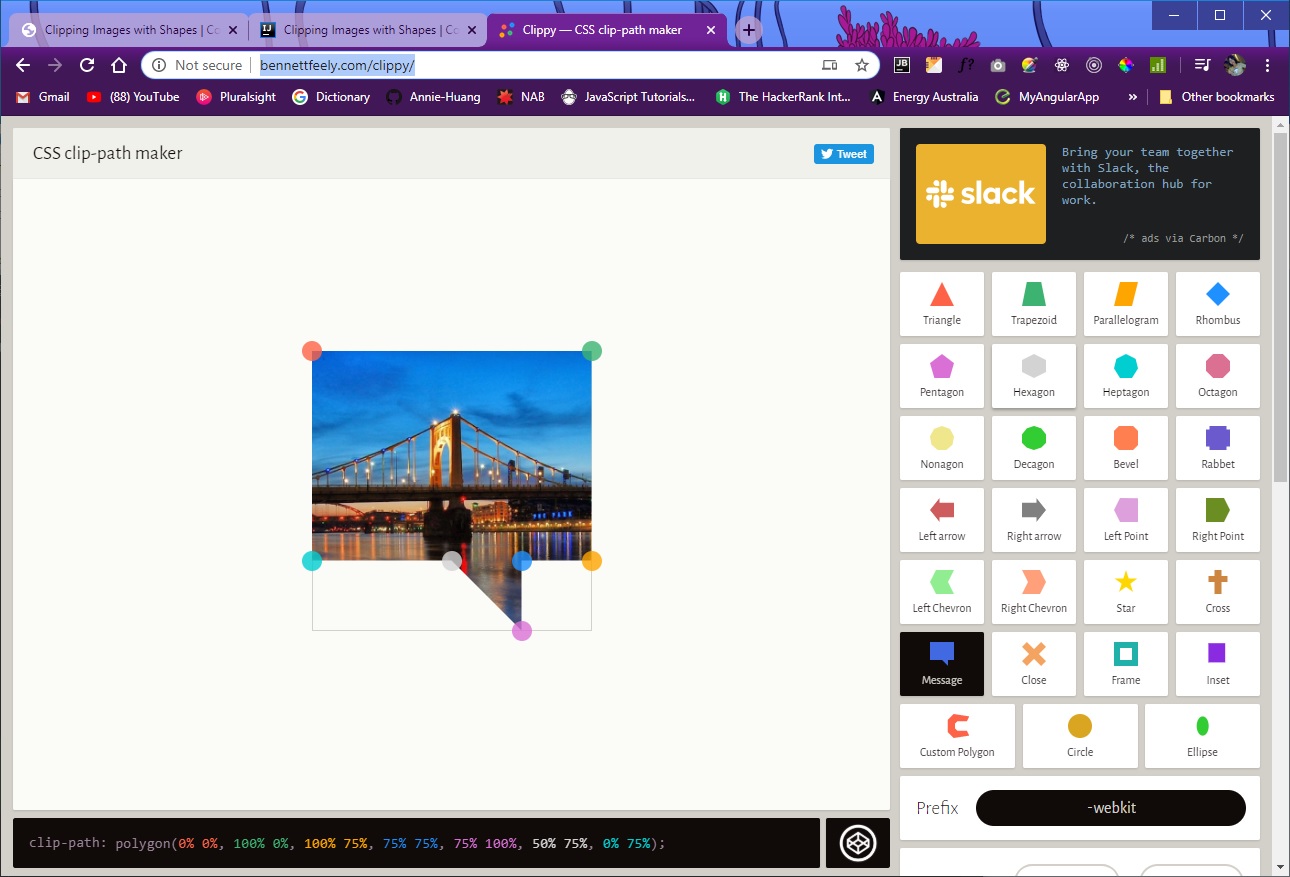 Clipping Images with Shapes | Co
Clipping Images with Shapes | Co
Clippy — CSS clip-path maker
Not secure
bennettfeely.com/clippy/
JB
f?
Gmail
(88) YouTube
Pluralsight
Dictionary
Annie-Huang
NAB
JavaScript Tutorials...
The HackerRank Int...
Energy Australia
MyAngularApp
»
Other bookmarks
CSS clip-path maker
Tweet
slack
Bring your team together
with Slack, the
collaboration hub for
work.
/* ads via Carbon */
Triangle
Trapezoid
Parallelogram
Rhombus
Pentagon
Hexagon
Heptagon
Octagon
Nonagon
Decagon
Bevel
Rabbet
Left arrow
Right arrow
Left Point
Right Point
Left Chevron
Right Chevron
Star
Cross
Message
Close
Frame
Inset
Custom Polygon
Circle
Ellipse
Prefix
-webkit
clip-path: polygon(0% 0%, 100% 0%, 100% 75%, 75% 75%, 75% 100%, 50% 75%, 0% 75%);